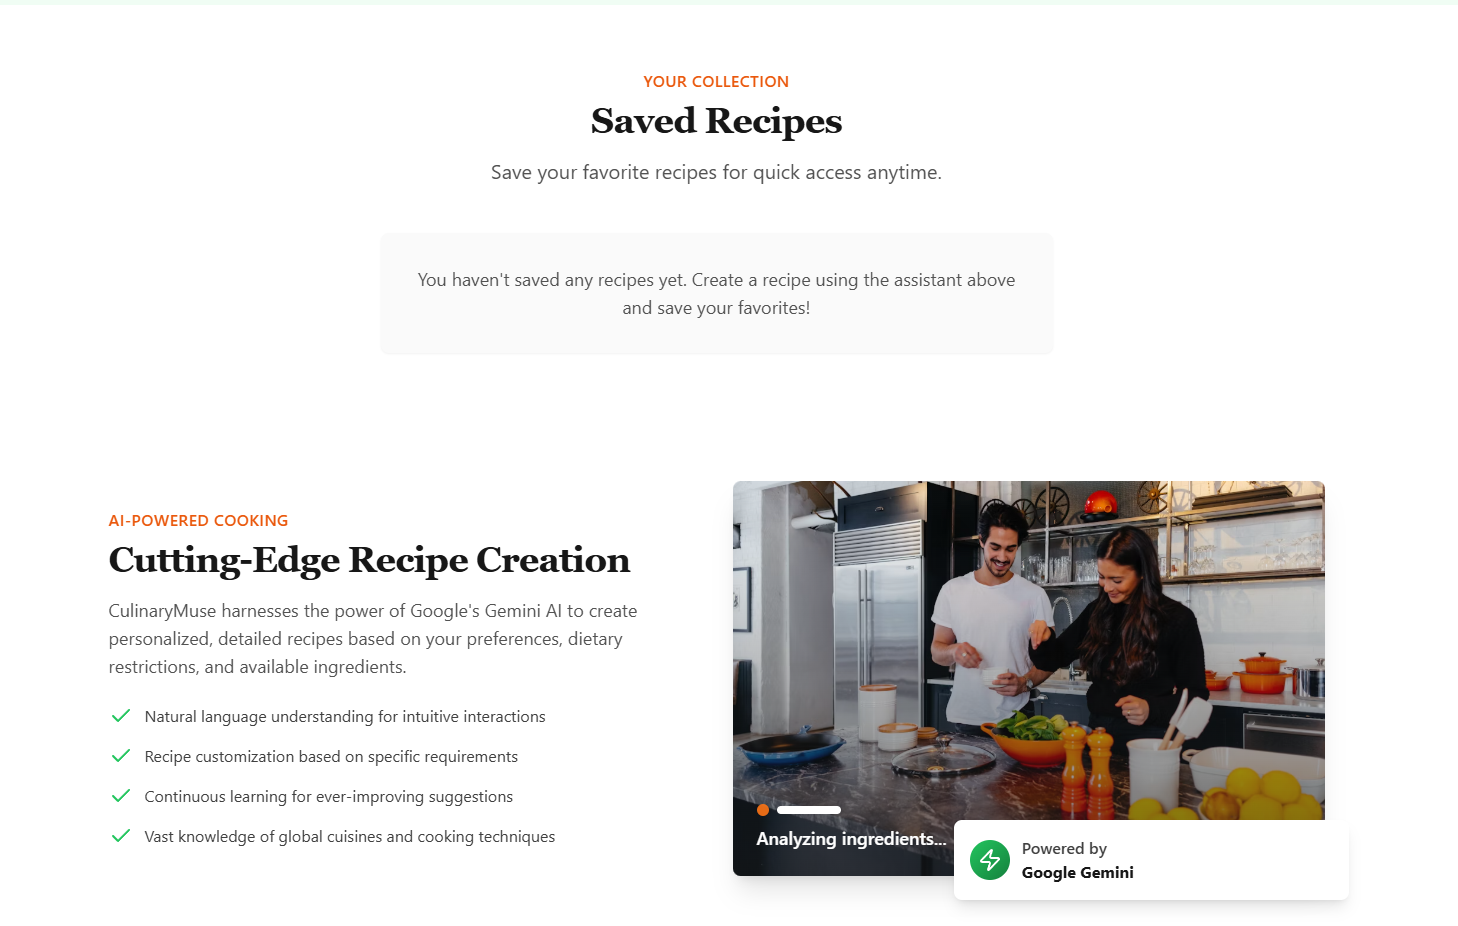 YOUR COLLECTION
Saved Recipes
Save your favorite recipes for quick access anytime.
You haven't saved any recipes yet. Create a recipe using the assistant above
and save your favorites!
AI-POWERED COOKING
Cutting-Edge Recipe Creation
CulinaryMuse harnesses the power of Google's Gemini AI to create
personalized, detailed recipes based on your preferences, dietary
restrictions, and available ingredients.
Natural language understanding for intuitive interactions
Recipe customization based on specific requirements
Continuous learning for ever-improving suggestions
Vast knowledge of global cuisines and cooking techniques
Analyzing ingredients...
Powered by
Google Gemini